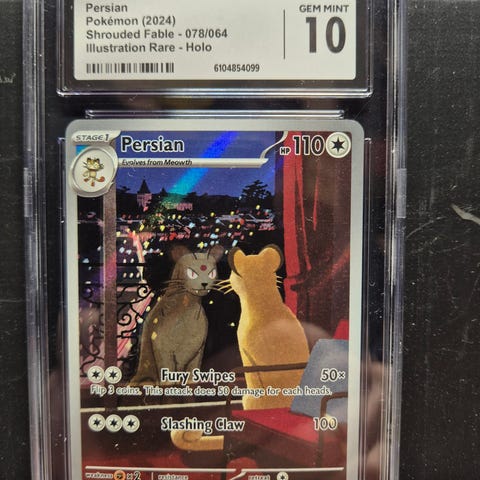 Persian
Pokémon (2024)
Shrouded Fable - 078/064
Illustration Rare - Holo
GEM MINT
10
6104854099
STAGE 1
Persian
HP 110
Evolves from Meowth
Fury Swipes 50×
Flip 3 coins. This attack does 50 damage for each heads.
Slashing Claw 100
weakness ×2 resistance retreat